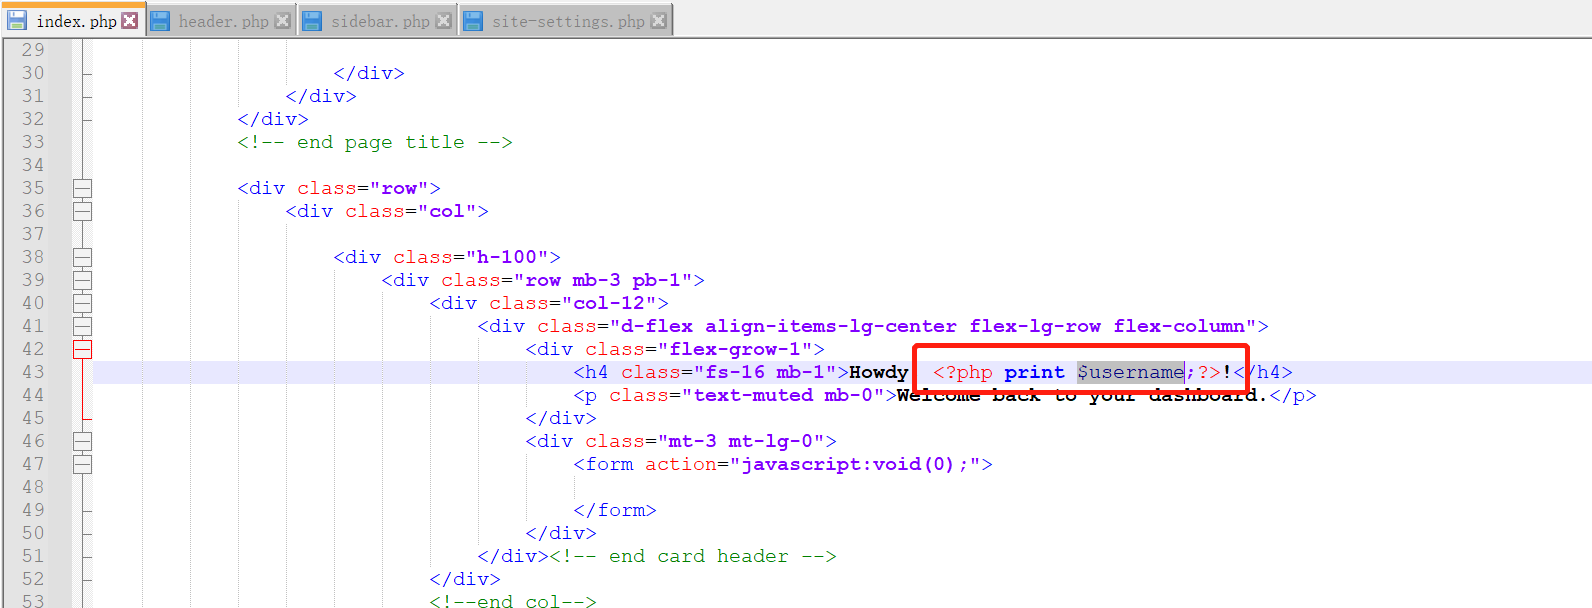 index.php header.php sidebar.php site-settings.php
29
30 </div>
31 </div>
32 </div>
33 <!-- end page title -->
34
35 <div class="row">
36 <div class="col">
37
38 <div class="h-100">
39 <div class="row mb-3 pb-1">
40 <div class="col-12">
41 <div class="d-flex align-items-lg-center flex-lg-row flex-column">
42 <div class="flex-grow-1">
43 <h4 class="fs-16 mb-1">Howdy <?php print $username;?>!</h4>
44 <p class="text-muted mb-0">Welcome back to your dashboard.</p>
45 </div>
46 <div class="mt-3 mt-lg-0">
47 <form action="javascript:void(0);">
48
49 </form>
50 </div>
51 </div><!-- end card header -->
52 </div>
53 <!--end col-->